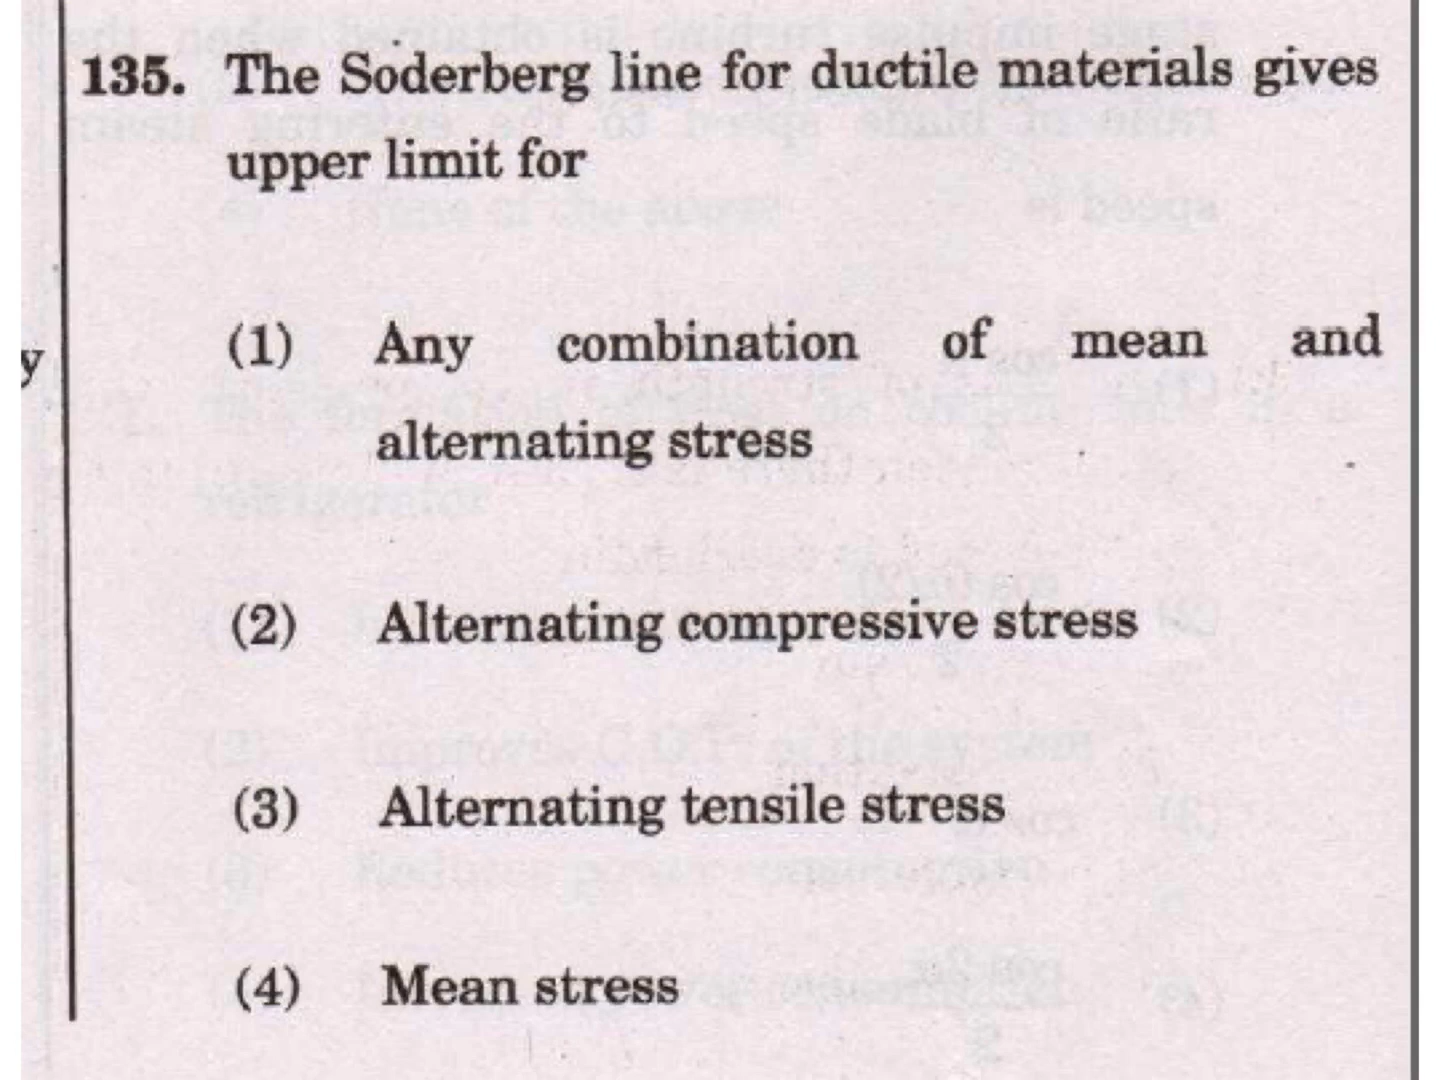 135. The Soderberg line for ductile materials gives
upper limit for
y
(1) Any combination of mean and
alternating stress
(2) Alternating compressive stress
(3) Alternating tensile stress
(4) Mean stress